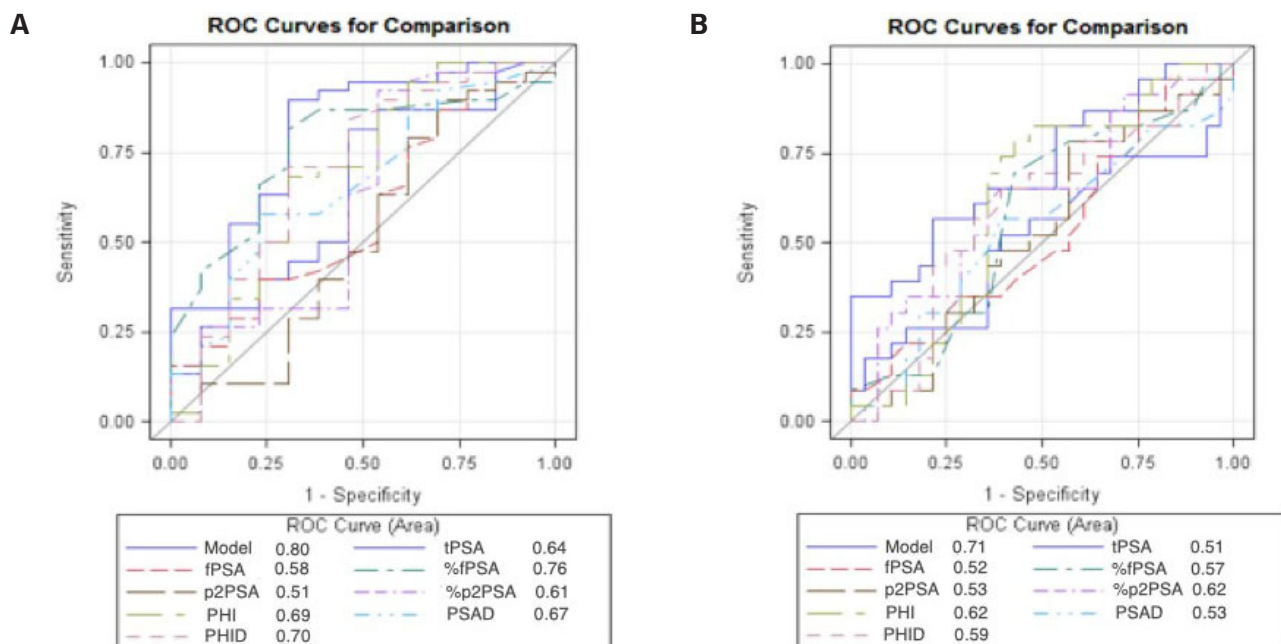 A
ROC Curves for Comparison
1.00
0.75
0.50
0.25
0.00
Sensitivity
0.00 0.25 0.50 0.75 1.00
1 - Specificity
ROC Curve (Area)
Model 0.80 tPSA 0.64
fPSA 0.58 %fPSA 0.76
p2PSA 0.51 %p2PSA 0.61
PHI 0.69 PSAD 0.67
PHID 0.70
B
ROC Curves for Comparison
1.00
0.75
0.50
0.25
0.00
Sensitivity
0.00 0.25 0.50 0.75 1.00
1 - Specificity
ROC Curve (Area)
Model 0.71 tPSA 0.51
fPSA 0.52 %fPSA 0.57
p2PSA 0.53 %p2PSA 0.62
PHI 0.62 PSAD 0.53
PHID 0.59